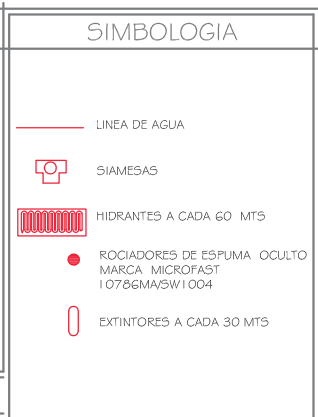 SIMBOLOGIA
LINEA DE AGUA
SIAMESAS
HIDRANTES A CADA 60 MTS
ROCIADORES DE ESPUMA OCULTO
MARCA MICROFAST
10786MA/SW1004
EXTINTORES A CADA 30 MTS